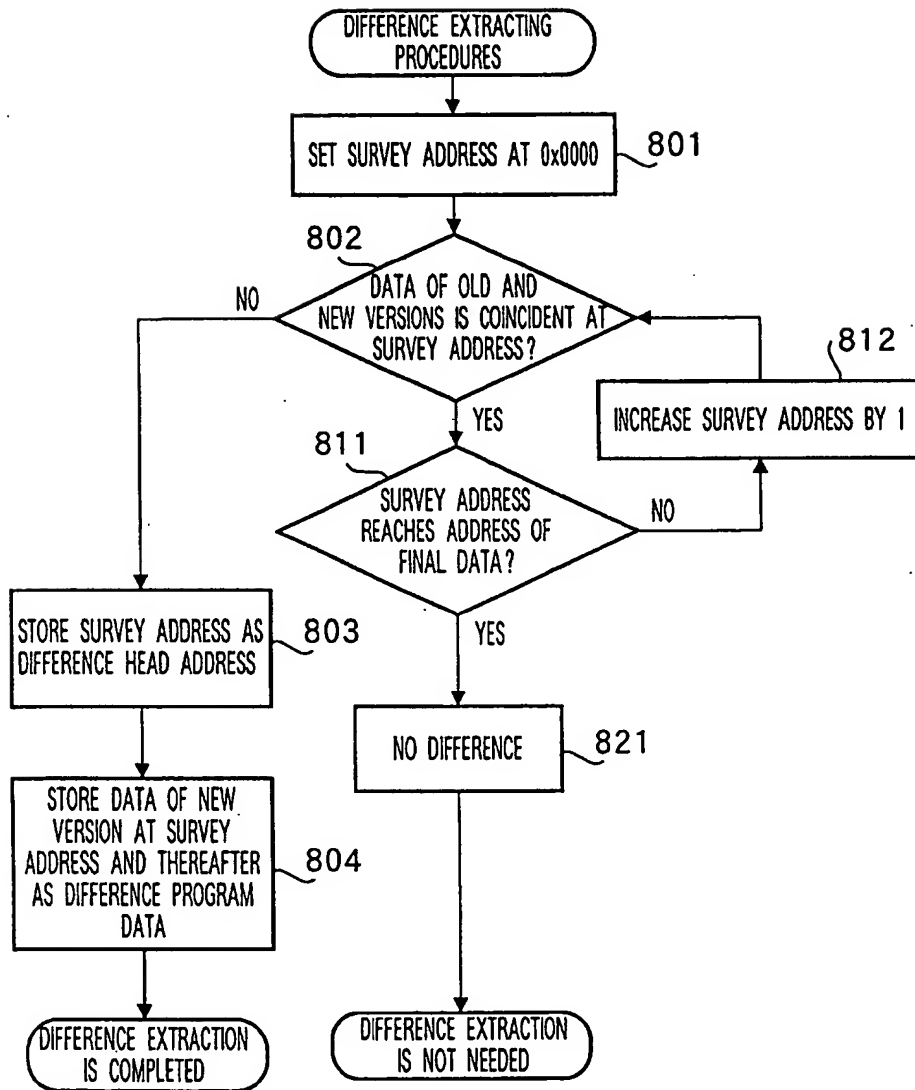 DIFFERENCE EXTRACTING
PROCEDURES
SET SURVEY ADDRESS AT 0x0000
801
802
DATA OF OLD AND
NEW VERSIONS IS COINCIDENT AT
SURVEY ADDRESS?
NO
YES
812
INCREASE SURVEY ADDRESS BY 1
811
SURVEY ADDRESS
REACHES ADDRESS OF
FINAL DATA?
NO
YES
STORE SURVEY ADDRESS AS
DIFFERENCE HEAD ADDRESS
803
NO DIFFERENCE
821
STORE DATA OF NEW
VERSION AT SURVEY
ADDRESS AND THEREAFTER
AS DIFFERENCE PROGRAM
DATA
804
DIFFERENCE EXTRACTION
IS COMPLETED
DIFFERENCE EXTRACTION
IS NOT NEEDED